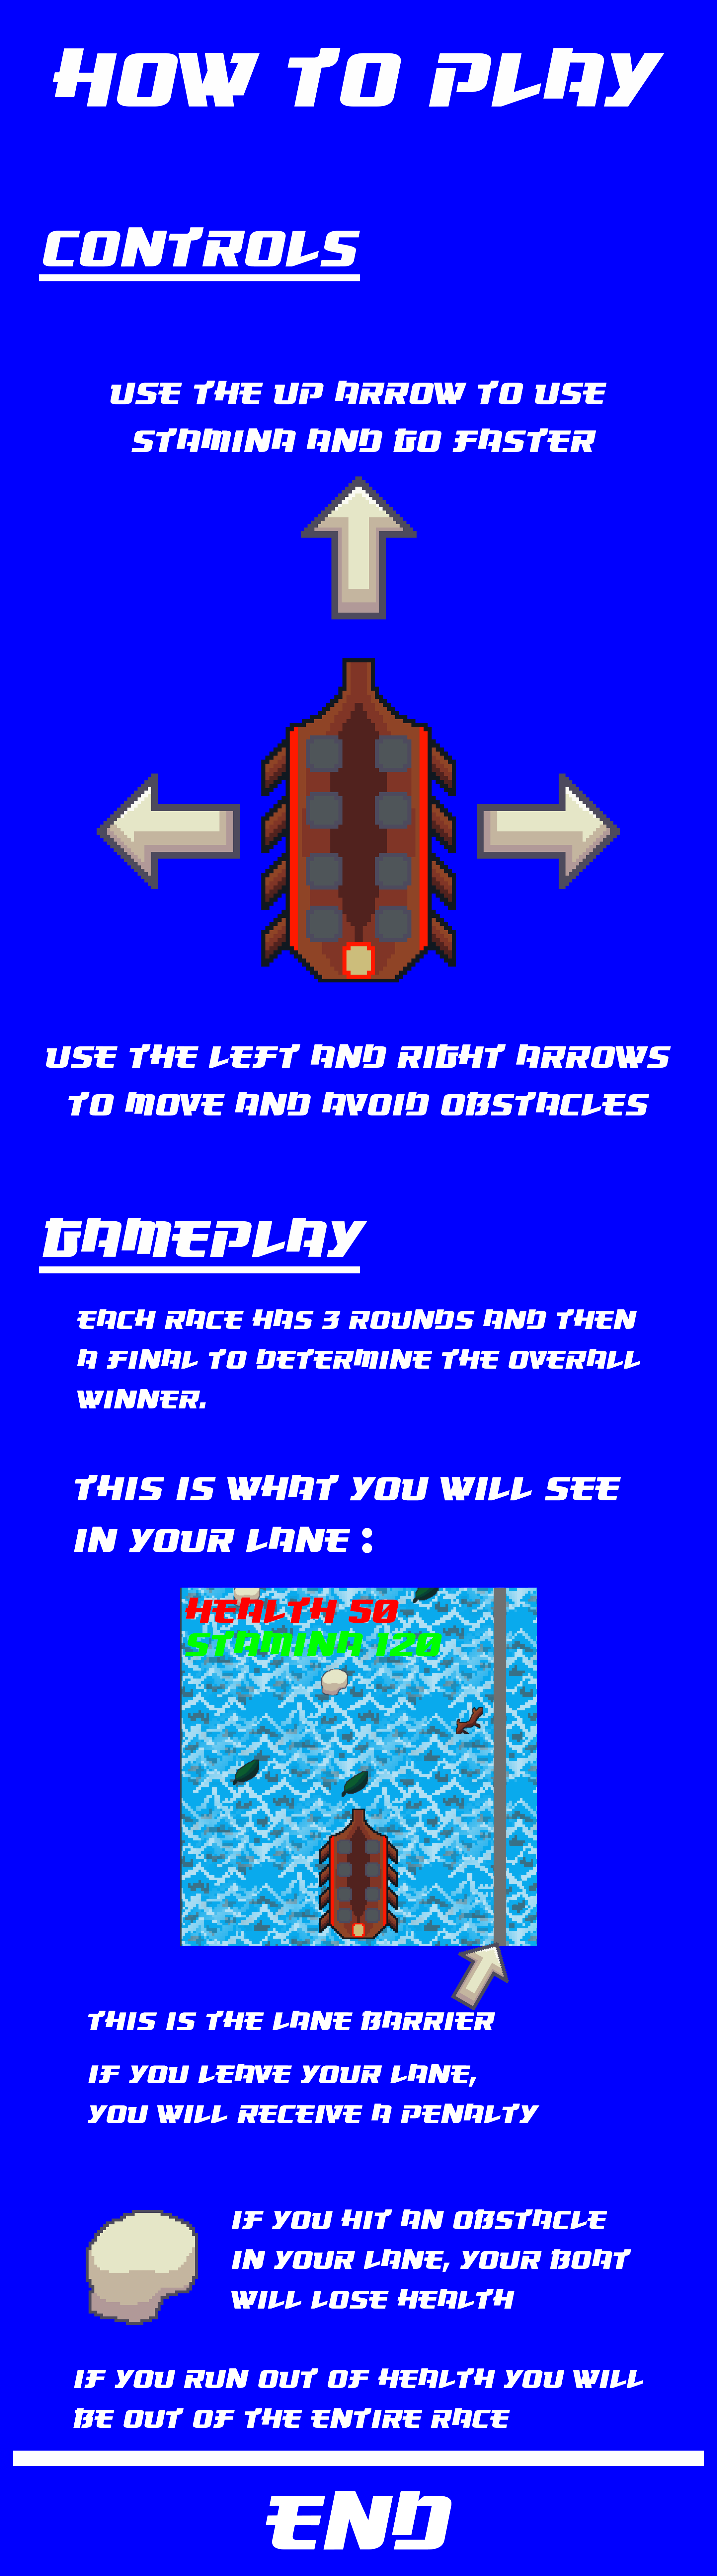 HOW TO PLAY
CONTROLS
USE THE UP ARROW TO USE
STAMINA AND GO FASTER
USE THE LEFT AND RIGHT ARROWS
TO MOVE AND AVOID OBSTACLES
GAMEPLAY
EACH RACE HAS 3 ROUNDS AND THEN
A FINAL TO DETERMINE THE OVERALL
WINNER.
THIS IS WHAT YOU WILL SEE
IN YOUR LANE :
HEALTH 50
STAMINA 120
THIS IS THE LANE BARRIER
IF YOU LEAVE YOUR LANE,
YOU WILL RECEIVE A PENALTY
IF YOU HIT AN OBSTACLE
IN YOUR LANE, YOUR BOAT
WILL LOSE HEALTH
IF YOU RUN OUT OF HEALTH YOU WILL
BE OUT OF THE ENTIRE RACE
END